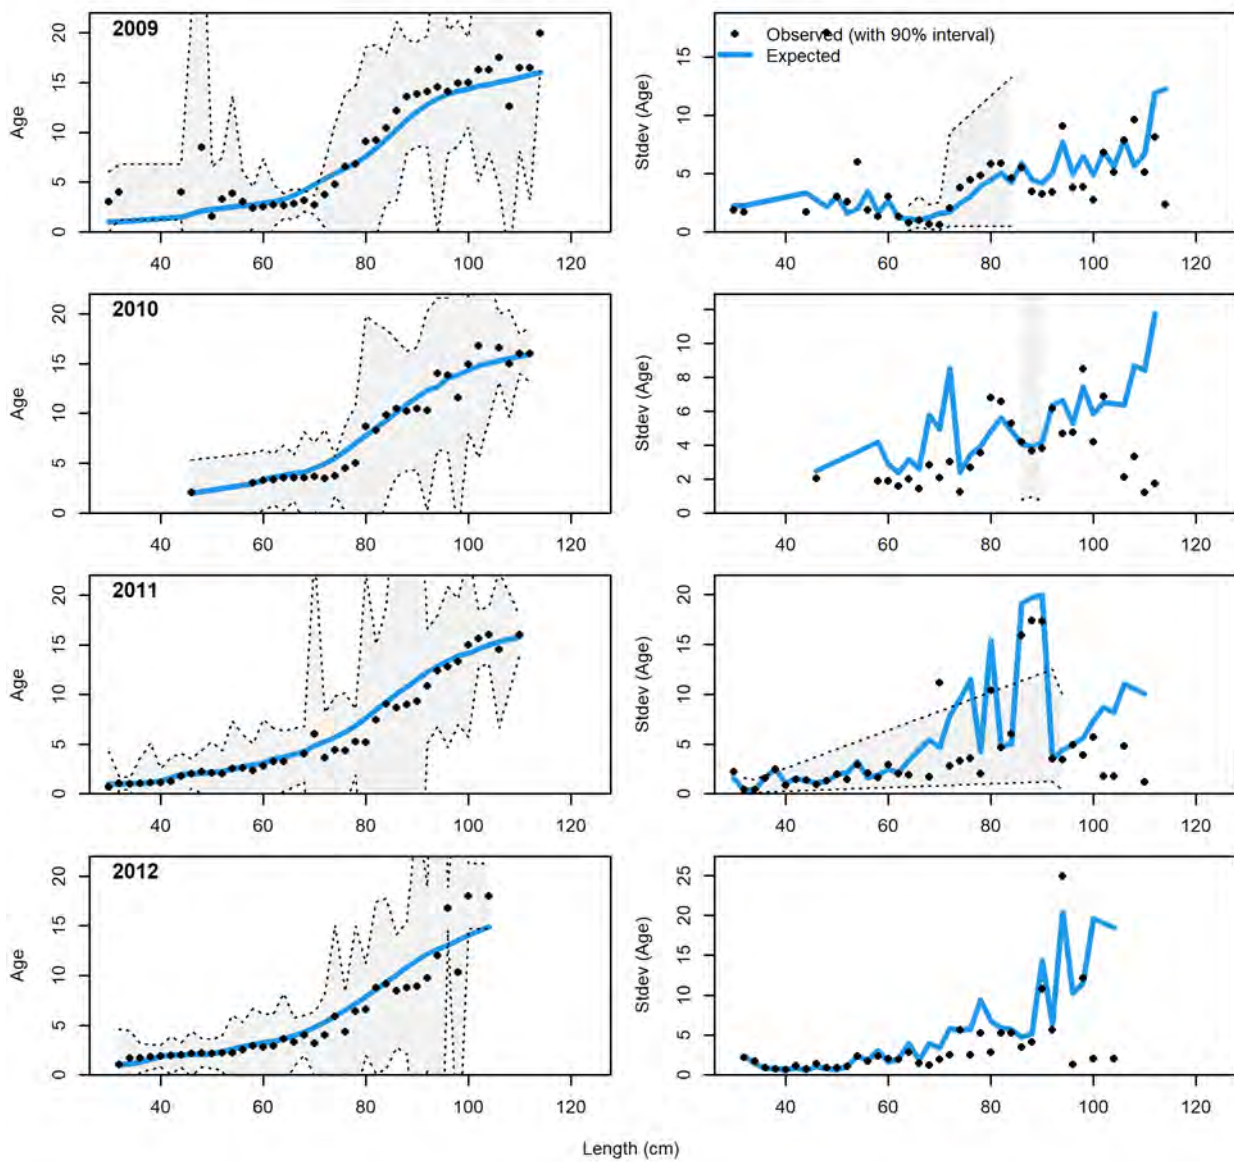 2009
Age
0 5 10 15 20
40 60 80 100 120
Observed (with 90% interval)
Expected
Stdev (Age)
0 5 10 15
40 60 80 100 120
2010
Age
0 5 10 15 20
40 60 80 100 120
Stdev (Age)
0 2 4 6 8 10
40 60 80 100 120
2011
Age
0 5 10 15 20
40 60 80 100 120
Stdev (Age)
0 5 10 15 20
40 60 80 100 120
2012
Age
0 5 10 15 20
40 60 80 100 120
Stdev (Age)
0 5 10 15 20 25
40 60 80 100 120
Length (cm)